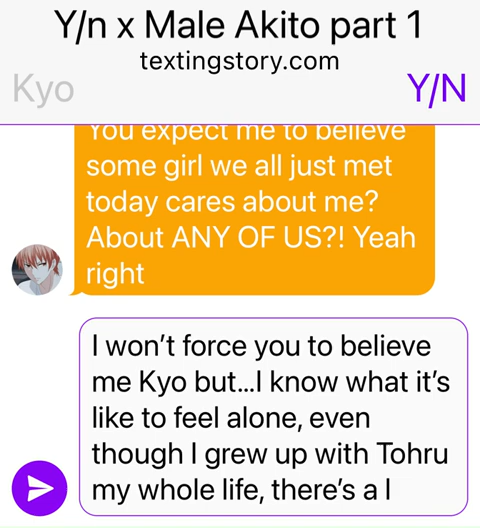 Y/n x Male Akito part 1
textingstory.com
Kyo
Y/N
You expect me to believe
some girl we all just met
today cares about me?
About ANY OF US?! Yeah
right
I won’t force you to believe
me Kyo but...I know what it’s
like to feel alone, even
though I grew up with Tohru
my whole life, there’s a l